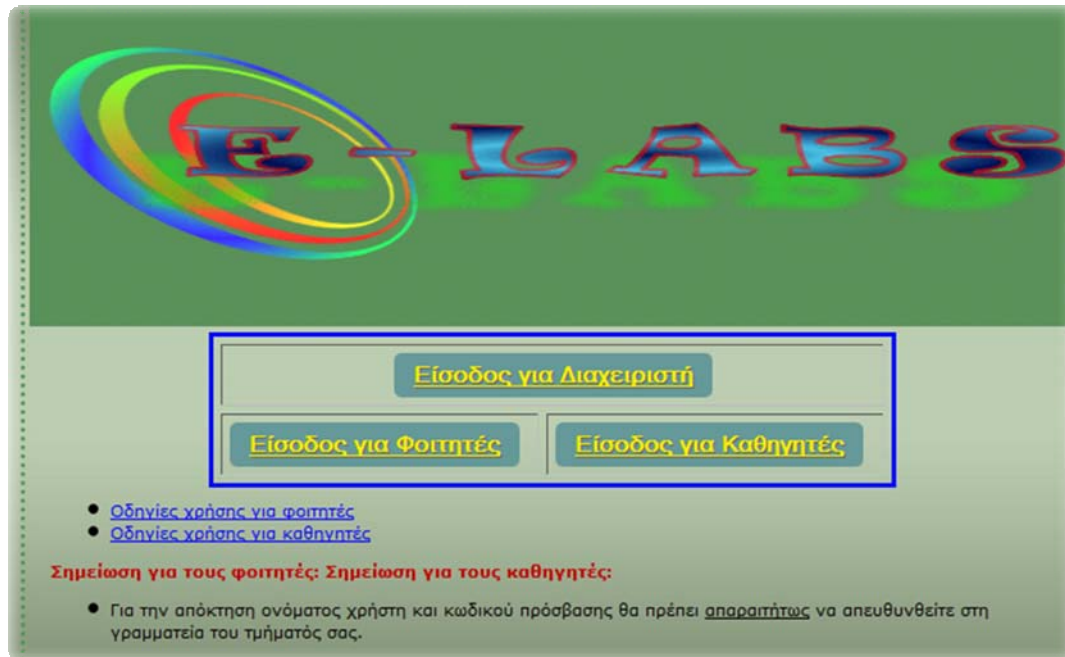 E-LABS
Είσοδος για Διαχειριστή
Είσοδος για Φοιτητές
Είσοδος για Καθηγητές
Οδηγίες χρήσης για φοιτητές
Οδηγίες χρήσης για καθηγητές
Σημείωση για τους φοιτητές: Σημείωση για τους καθηγητές:
Για την απόκτηση ονόματος χρήστη και κωδικού πρόσβασης θα πρέπει απαραιτήτως να απευθυνθείτε στη
γραμματεία του τμήματός σας.